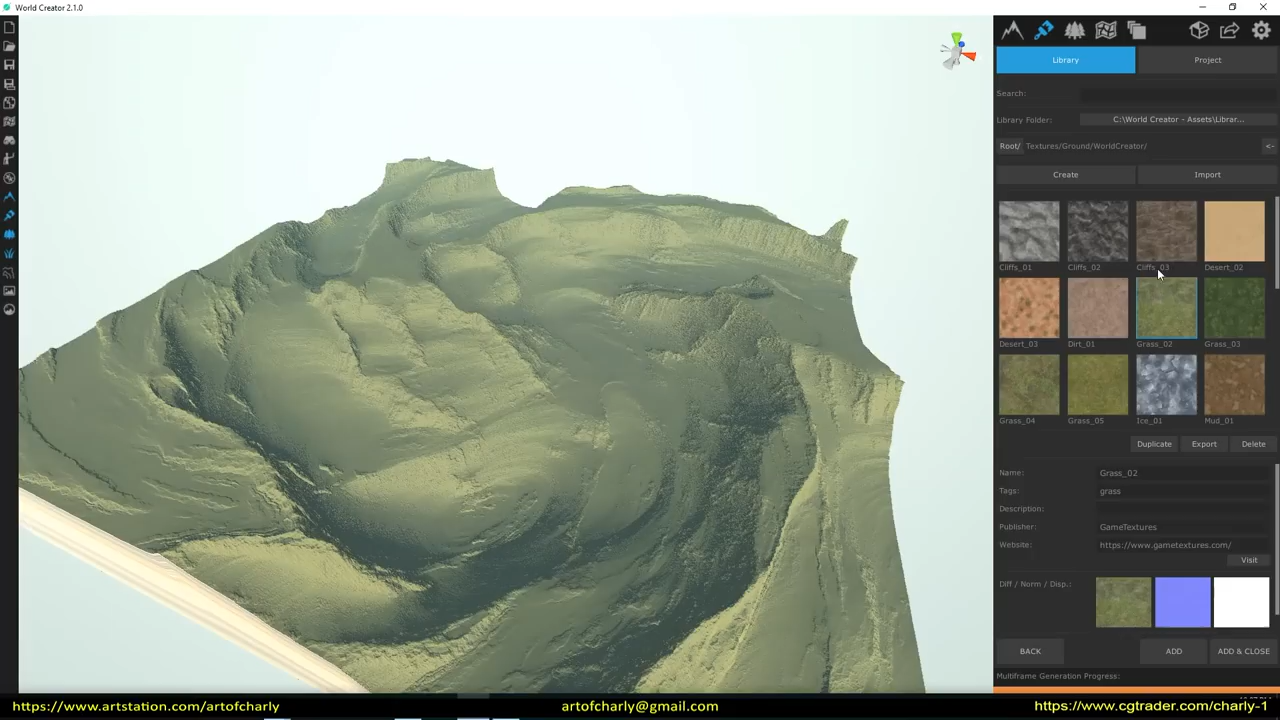 World Creator 2.1.0
Library
Project
Search:
Library Folder:
C:\World Creator - Assets\Librar...
Root/
Textures/Ground/WorldCreator/
<-
Create
Import
Cliffs_01
Cliffs_02
Cliffs_03
Desert_02
Desert_03
Dirt_01
Grass_02
Grass_03
Grass_04
Grass_05
Ice_01
Mud_01
Duplicate
Export
Delete
Name:
Grass_02
Tags:
grass
Description:
Publisher:
GameTextures
Website:
https://www.gametextures.com/
Visit
Diff / Norm / Disp.:
BACK
ADD
ADD & CLOSE
Multiframe Generation Progress:
https://www.artstation.com/artofcharly
artofcharly@gmail.com
https://www.cgtrader.com/charly-1